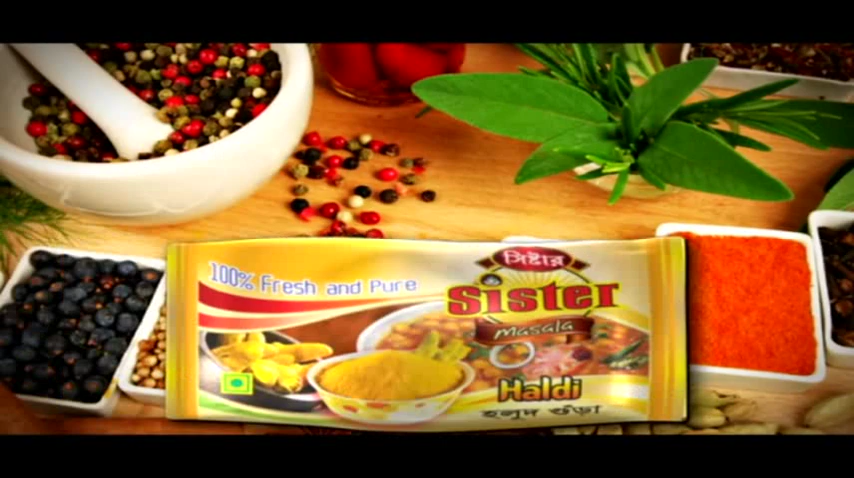 সিষ্টার
100% Fresh and Pure
sister
masala
Haldi
হলুদ গুঁড়া